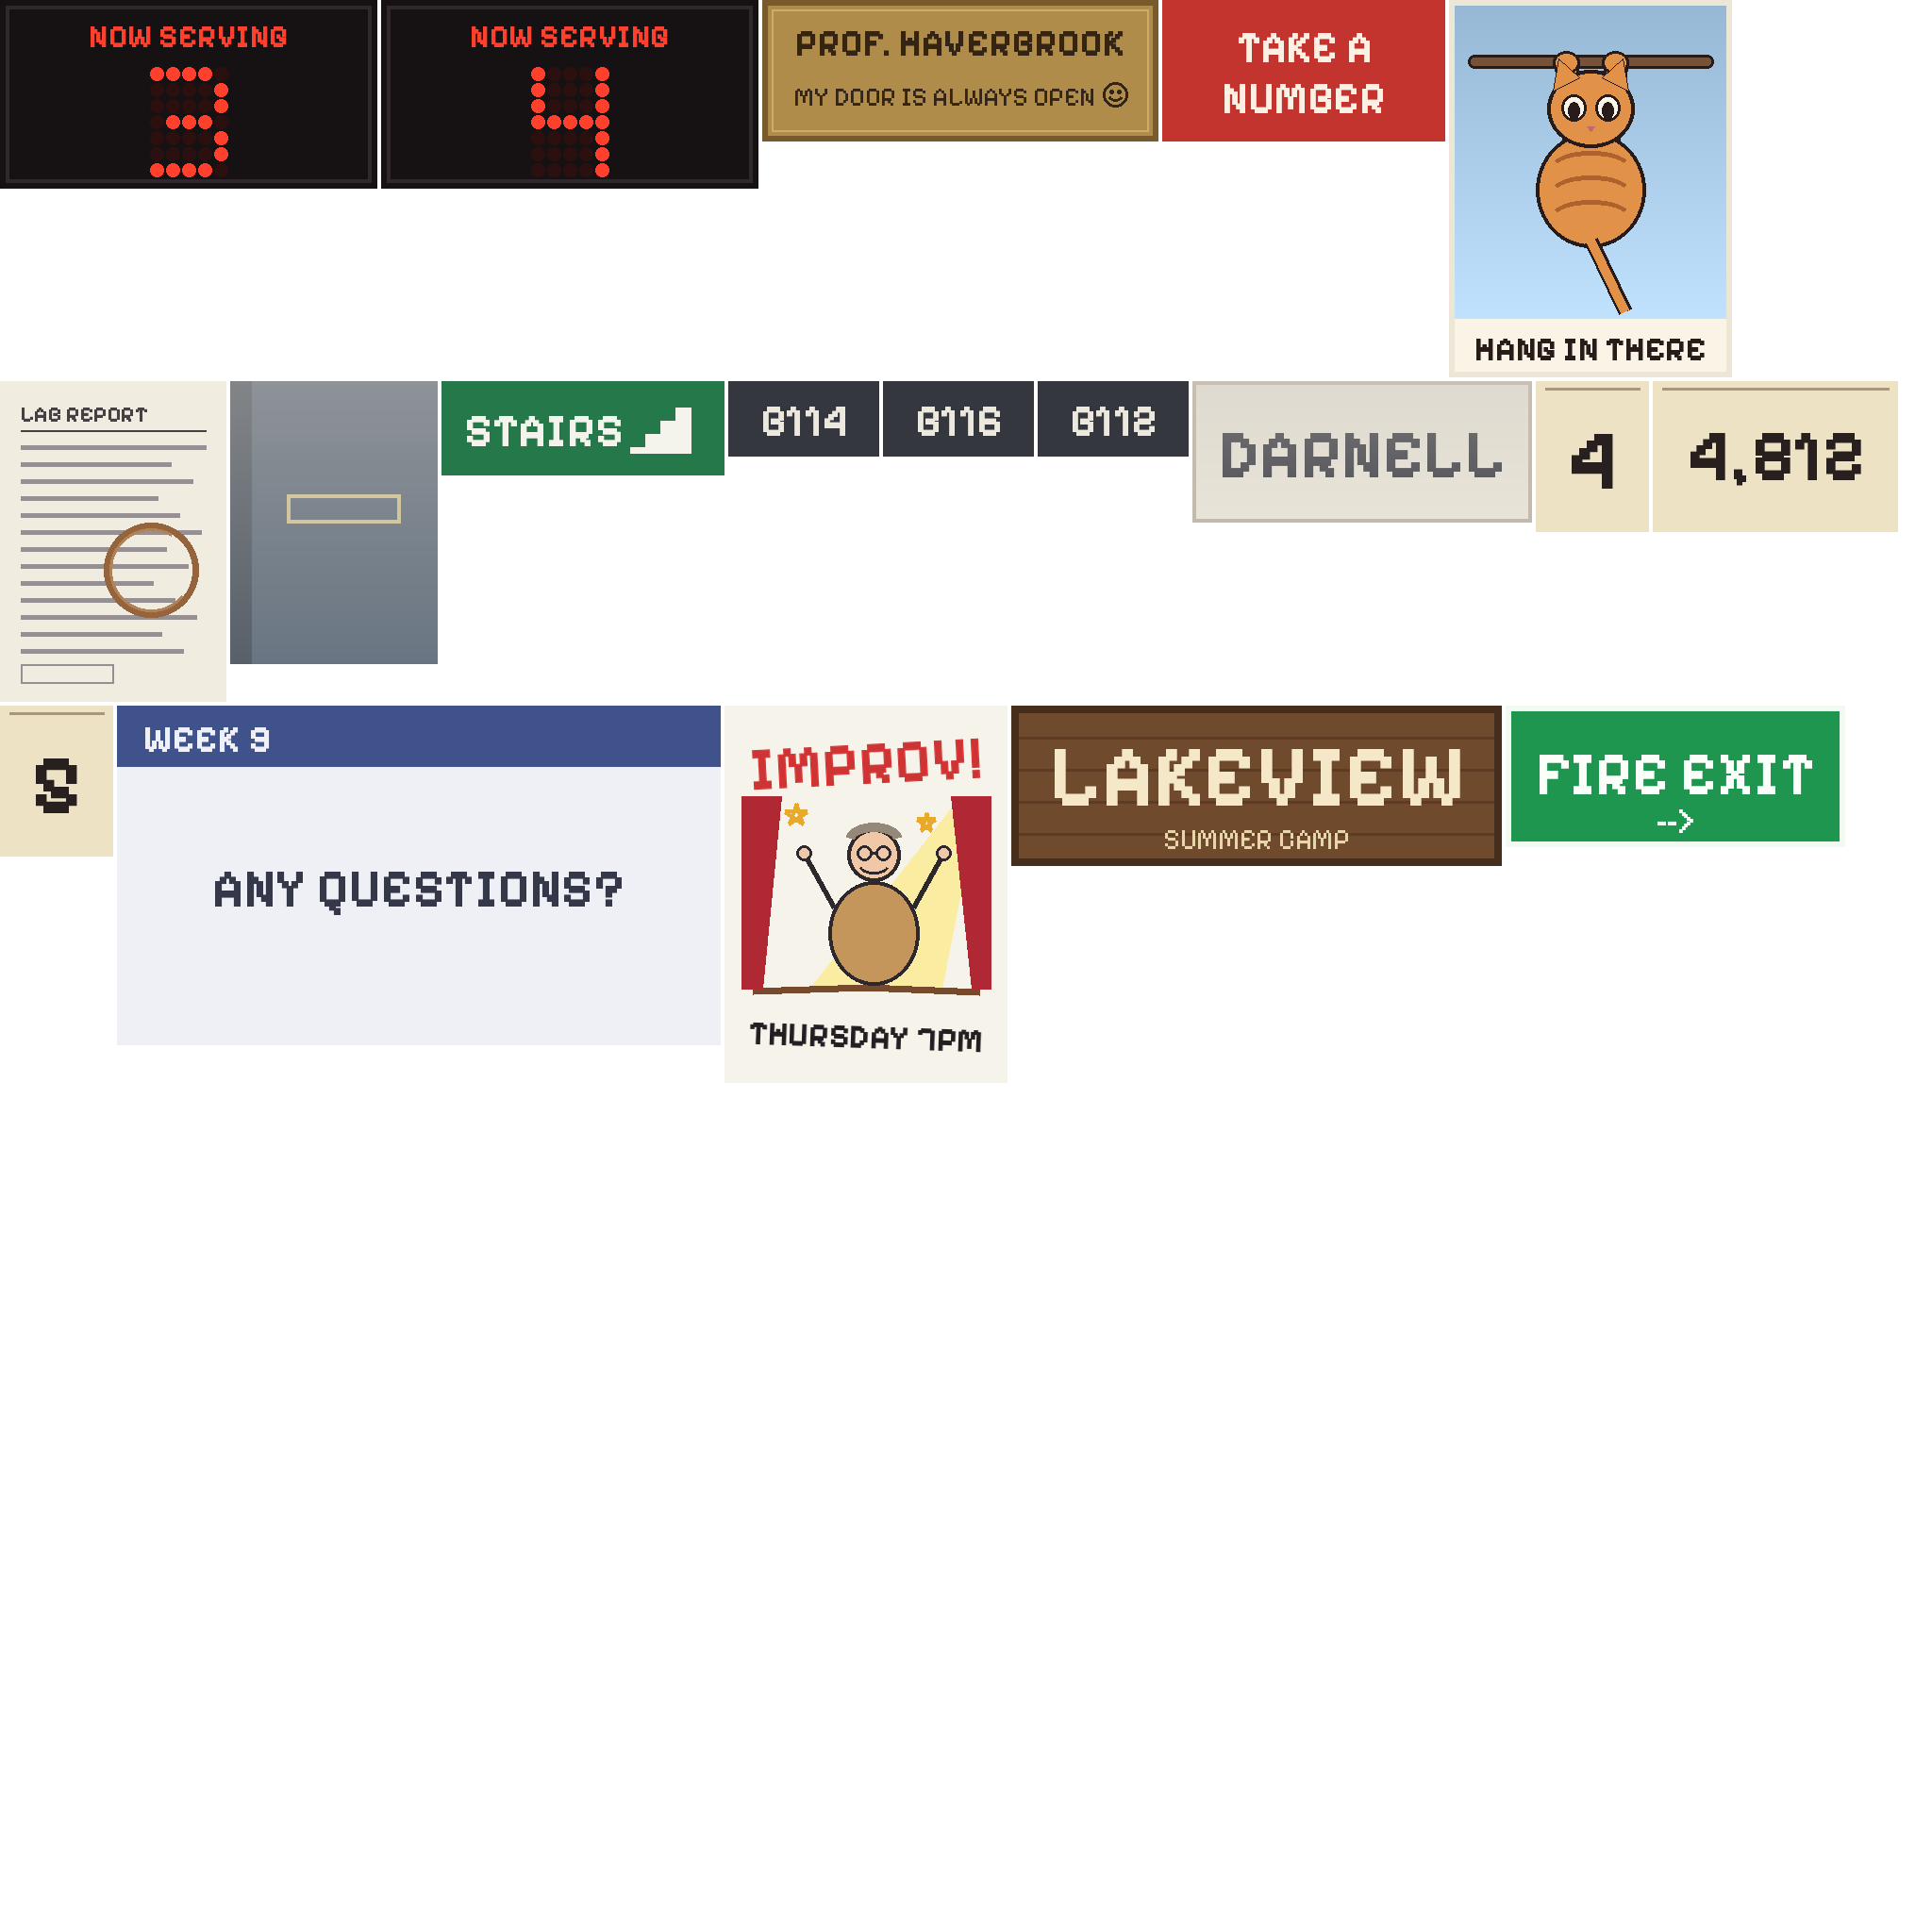 NOW SERVING
3
NOW SERVING
4
PROF. HAVERBROOK
MY DOOR IS ALWAYS OPEN
TAKE A
NUMBER
HANG IN THERE
LAB REPORT
STAIRS
B114
B116
B112
DARNELL
4
4,812
S
WEEK 9
ANY QUESTIONS?
IMPROV!
THURSDAY 7PM
LAKEVIEW
SUMMER CAMP
FIRE EXIT
-->